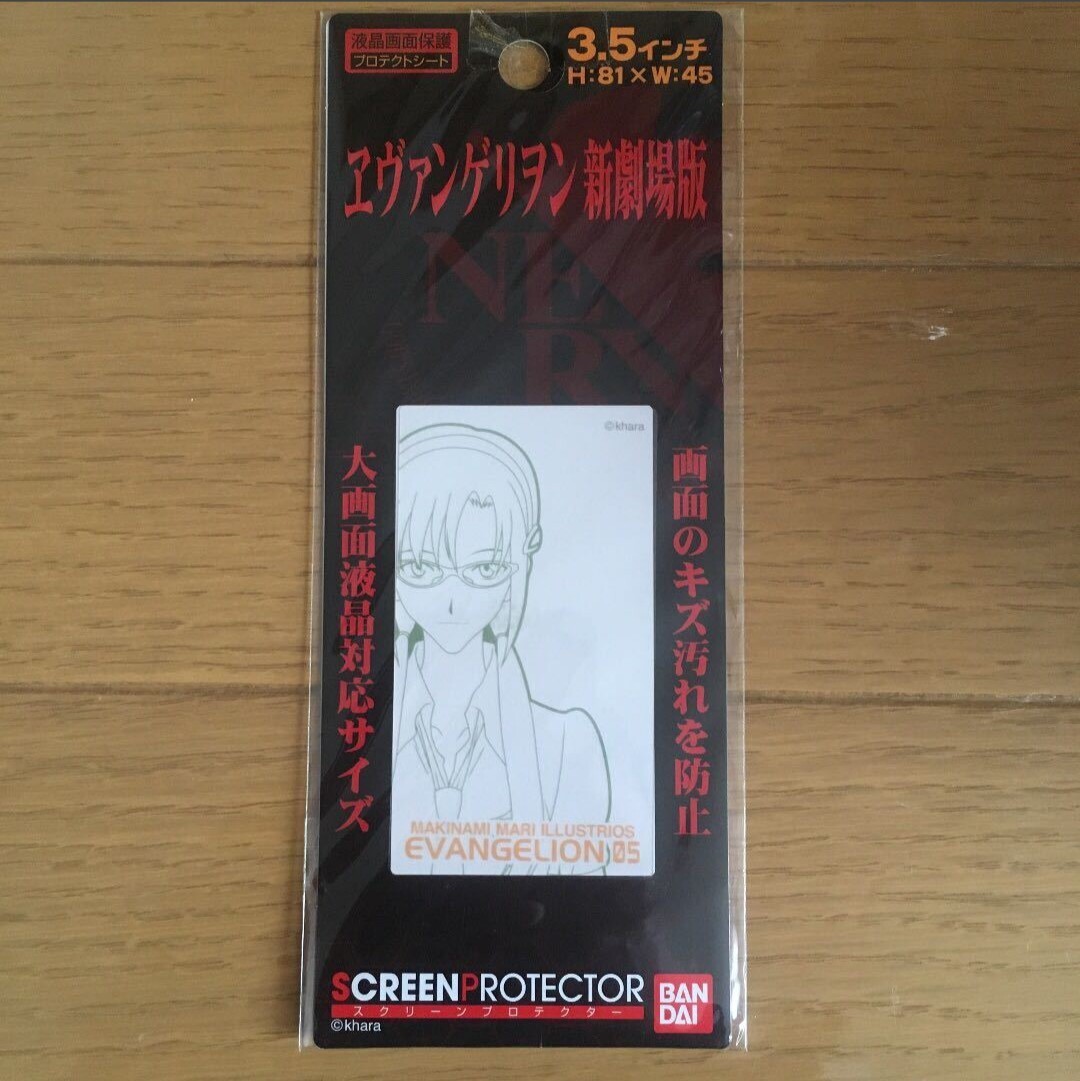 液晶画面保護
プロテクトシート
3.5インチ
H:81×W:45
ヱヴァンゲリヲン 新劇場版
NERV
大画面液晶対応サイズ
画面のキズ汚れを防止
©khara
MAKINAMI MARI ILLUSTRIOS
EVANGELION:05
SCREENPROTECTOR
スクリーンプロテクター
©khara
BAN
DAI